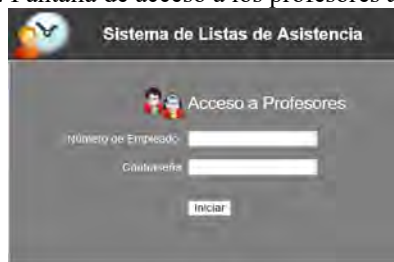 Pantalla de acceso a los profesores
Sistema de Listas de Asistencia
Acceso a Profesores
Número de Empleado
Contraseña
Iniciar